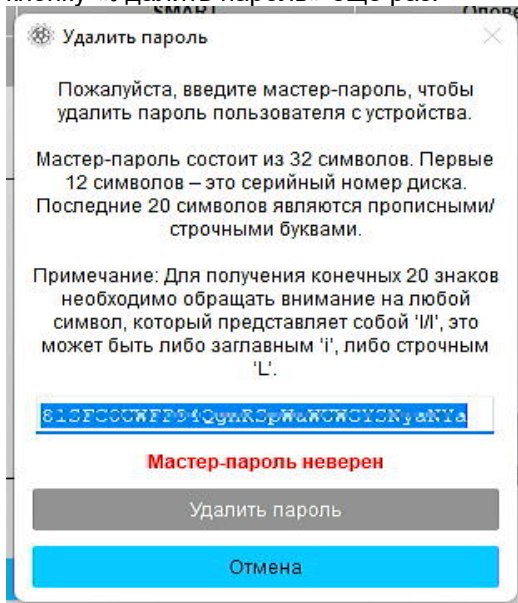 SMART
Удалить пароль
Пожалуйста, введите мастер-пароль, чтобы
удалить пароль пользователя с устройства.
Мастер-пароль состоит из 32 символов. Первые
12 символов – это серийный номер диска.
Последние 20 символов являются прописными/
строчными буквами.
Примечание: Для получения конечных 20 знаков
необходимо обращать внимание на любой
символ, который представляет собой 'I/l', это
может быть либо заглавным 'i', либо строчным
'L'.
Мастер-пароль неверен
Удалить пароль
Отмена